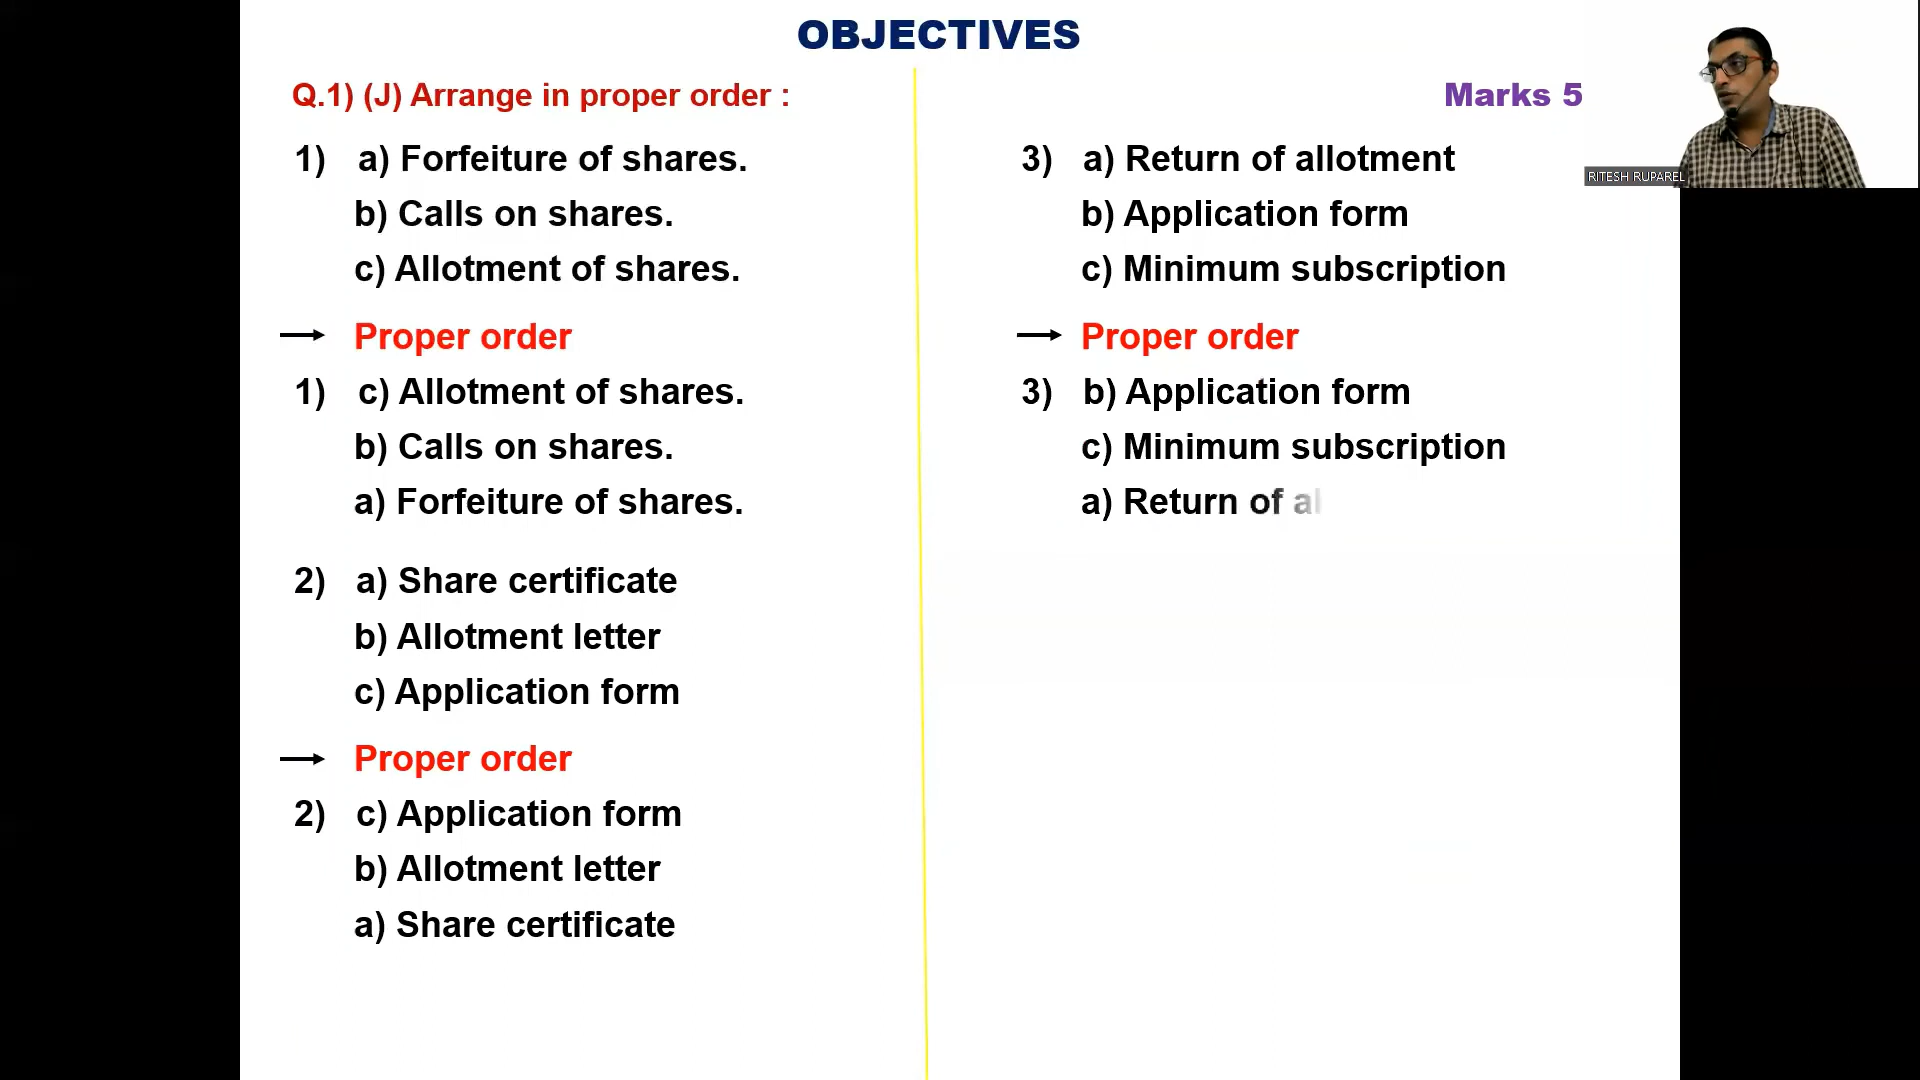 OBJECTIVES
Q.1) (J) Arrange in proper order :
Marks 5
1) a) Forfeiture of shares.
b) Calls on shares.
c) Allotment of shares.
Proper order
1) c) Allotment of shares.
b) Calls on shares.
a) Forfeiture of shares.
2) a) Share certificate
b) Allotment letter
c) Application form
Proper order
2) c) Application form
b) Allotment letter
a) Share certificate
3) a) Return of allotment
b) Application form
c) Minimum subscription
Proper order
3) b) Application form
c) Minimum subscription
a) Return of al
RITESH RUPAREL